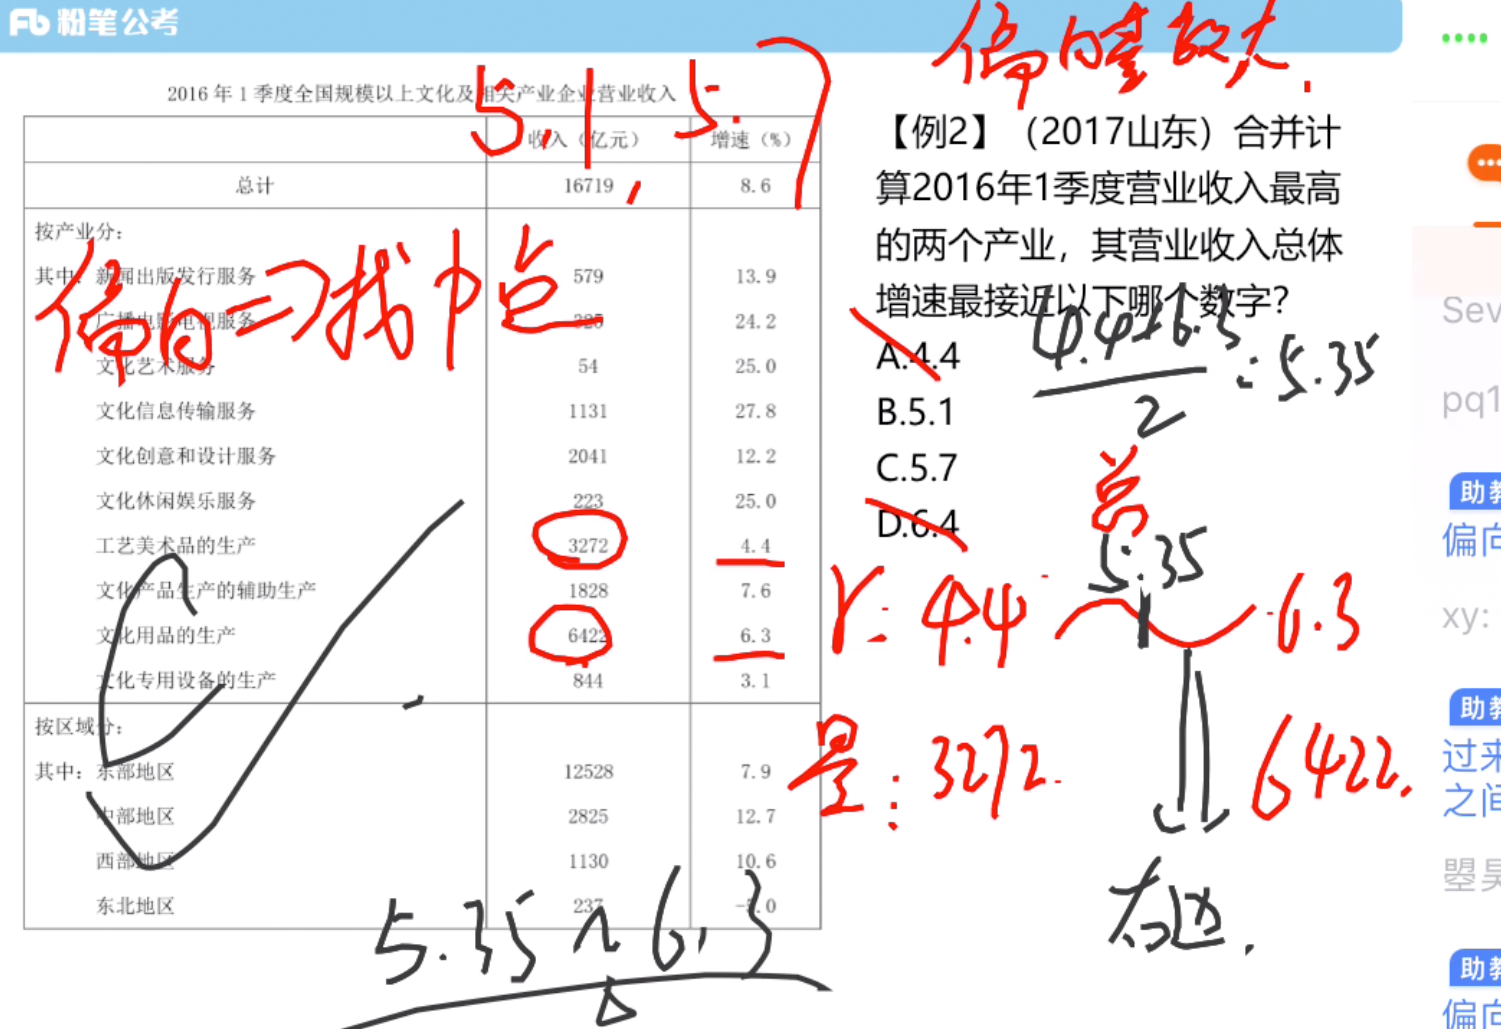 粉笔公考
偏向量较大.
5.1 5.7
2016 年 1 季度全国规模以上文化及相关产业企业营业收入
收入（亿元） 增速（%）
总计 16719 8.6
按产业分：
其中：新闻出版发行服务 579 13.9
广播电影电视服务 24.2
文化艺术服务 54 25.0
文化信息传输服务 1131 27.8
文化创意和设计服务 2041 12.2
文化休闲娱乐服务 223 25.0
工艺美术品的生产 3272 4.4
文化产品生产的辅助生产 1828 7.6
文化用品的生产 6422 6.3
文化专用设备的生产 844 3.1
按区域分：
其中：东部地区 12528 7.9
中部地区 2825 12.7
西部地区 1130 10.6
东北地区 237
偏向=>找中点
C
5.35~6.3
【例2】（2017山东）合并计
算2016年1季度营业收入最高
的两个产业，其营业收入总体
增速最接近以下哪个数字?
A.4.4
B.5.1
C.5.7
D.6.4
4.4+6.3
2
=5.35
总
5.35
r: 4.4 6.3
量: 3272. 6422.
右边.
Sev
pq1
助教
偏向
xy:
助教
过来
之间
曌昊
助教
偏向